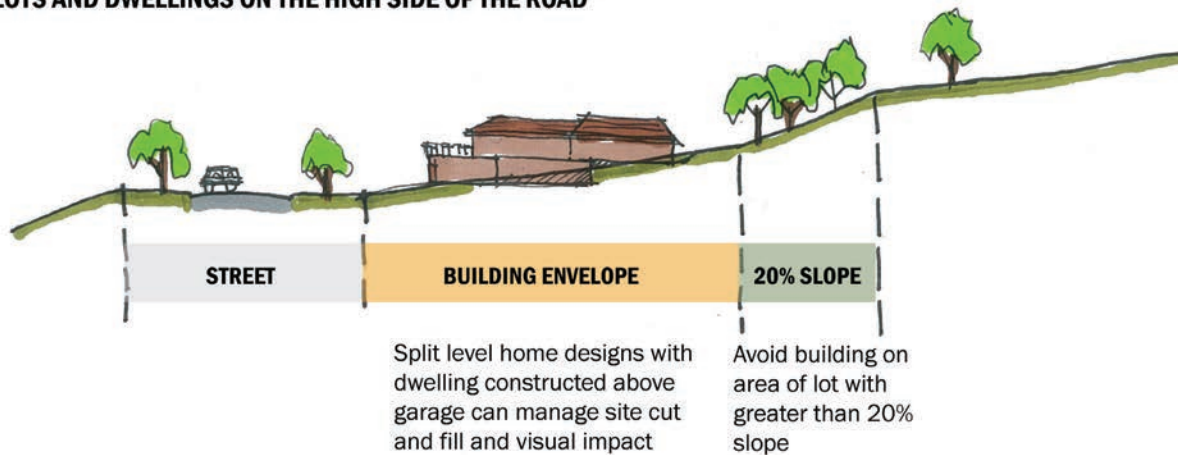 LOTS AND DWELLINGS ON THE HIGH SIDE OF THE ROAD
STREET
BUILDING ENVELOPE
20% SLOPE
Split level home designs with
dwelling constructed above
garage can manage site cut
and fill and visual impact
Avoid building on
area of lot with
greater than 20%
slope